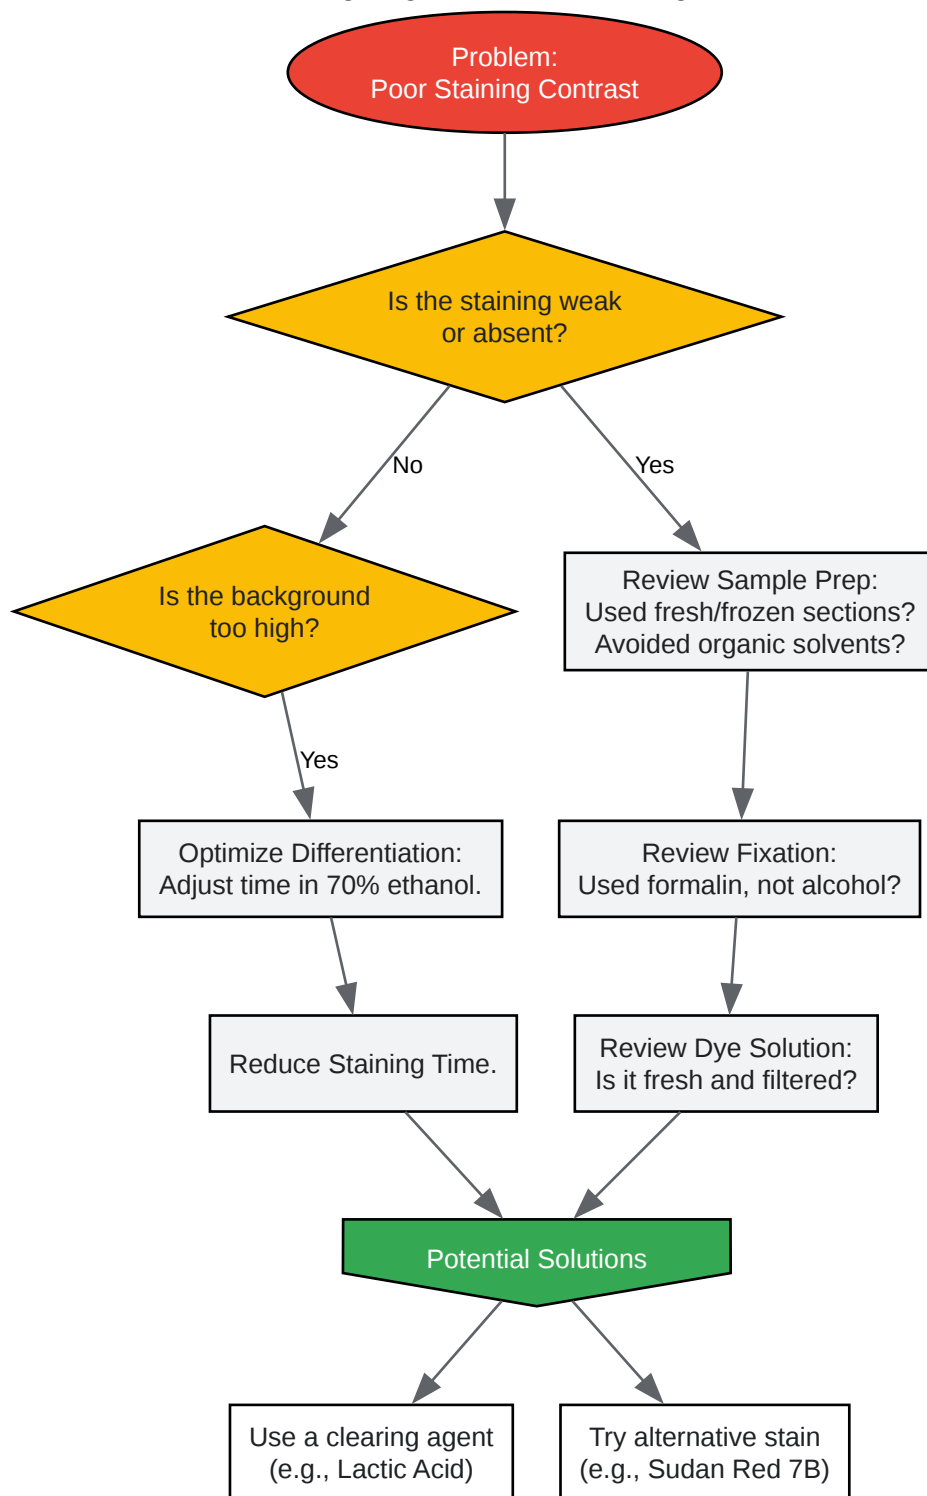 Problem:
Poor Staining Contrast
Is the staining weak
or absent?
No
Yes
Is the background
too high?
Review Sample Prep:
Used fresh/frozen sections?
Avoided organic solvents?
Yes
Optimize Differentiation:
Adjust time in 70% ethanol.
Review Fixation:
Used formalin, not alcohol?
Reduce Staining Time.
Review Dye Solution:
Is it fresh and filtered?
Potential Solutions
Use a clearing agent
(e.g., Lactic Acid)
Try alternative stain
(e.g., Sudan Red 7B)